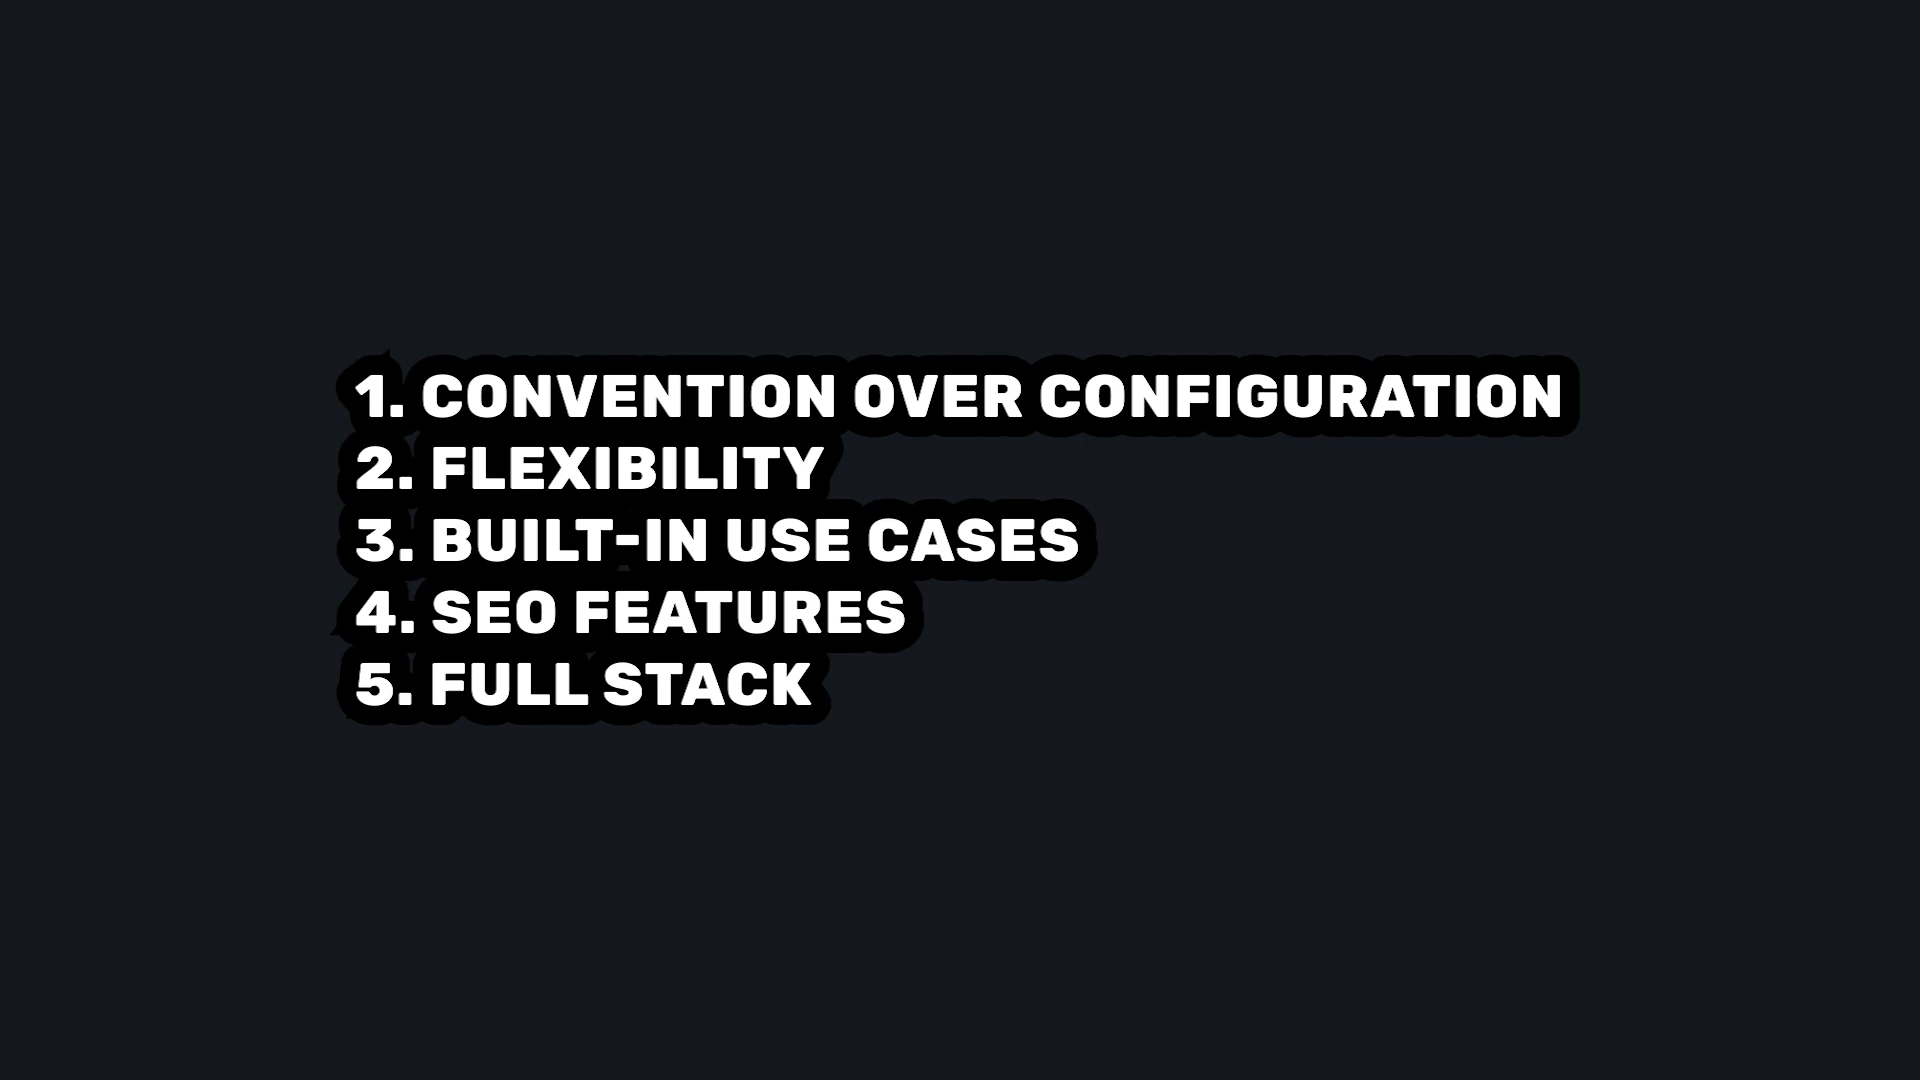 1. CONVENTION OVER CONFIGURATION
2. FLEXIBILITY
3. BUILT-IN USE CASES
4. SEO FEATURES
5. FULL STACK